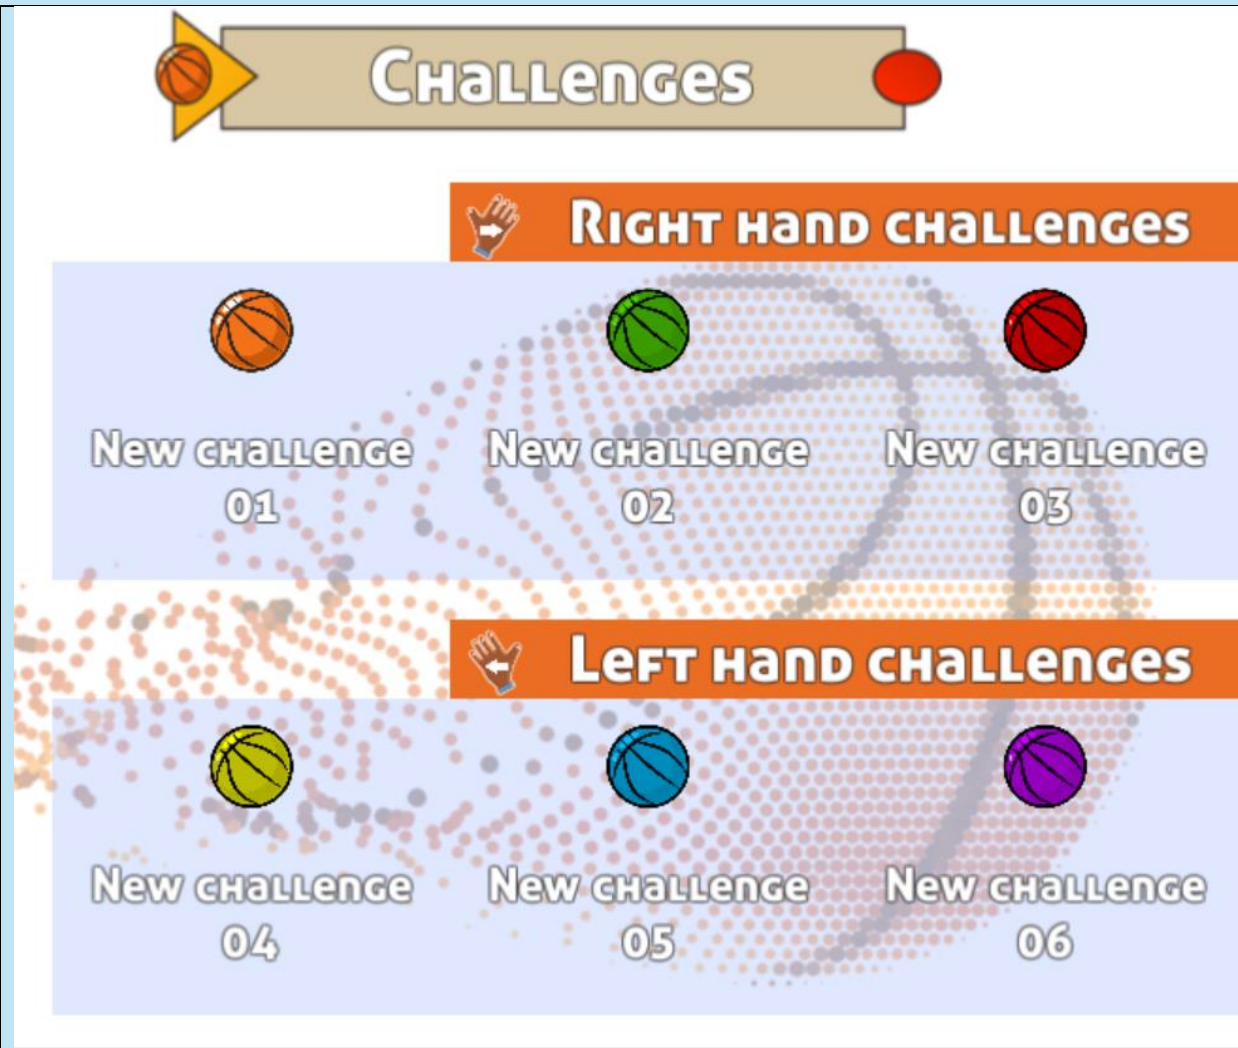 Challenges
Right hand challenges
New challenge
01
New challenge
02
New challenge
03
Left hand challenges
New challenge
04
New challenge
05
New challenge
06